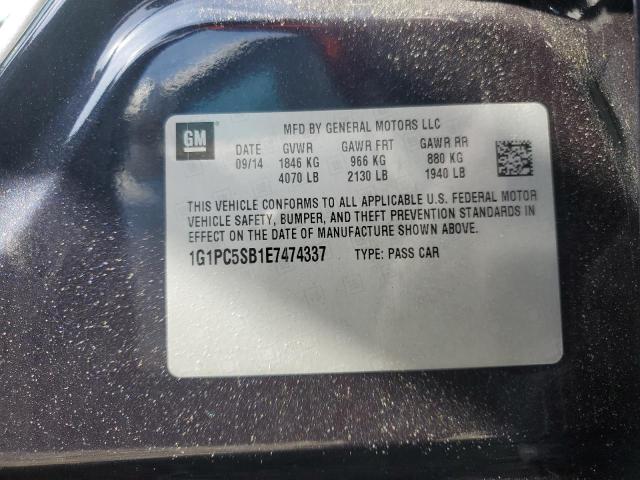 GM
MFD BY GENERAL MOTORS LLC
DATE GVWR GAWR FRT GAWR RR
09/14 1846 KG 966 KG 880 KG
4070 LB 2130 LB 1940 LB
THIS VEHICLE CONFORMS TO ALL APPLICABLE U.S. FEDERAL MOTOR
VEHICLE SAFETY, BUMPER, AND THEFT PREVENTION STANDARDS IN
EFFECT ON THE DATE OF MANUFACTURE SHOWN ABOVE.
1G1PC5SB1E7474337 TYPE: PASS CAR